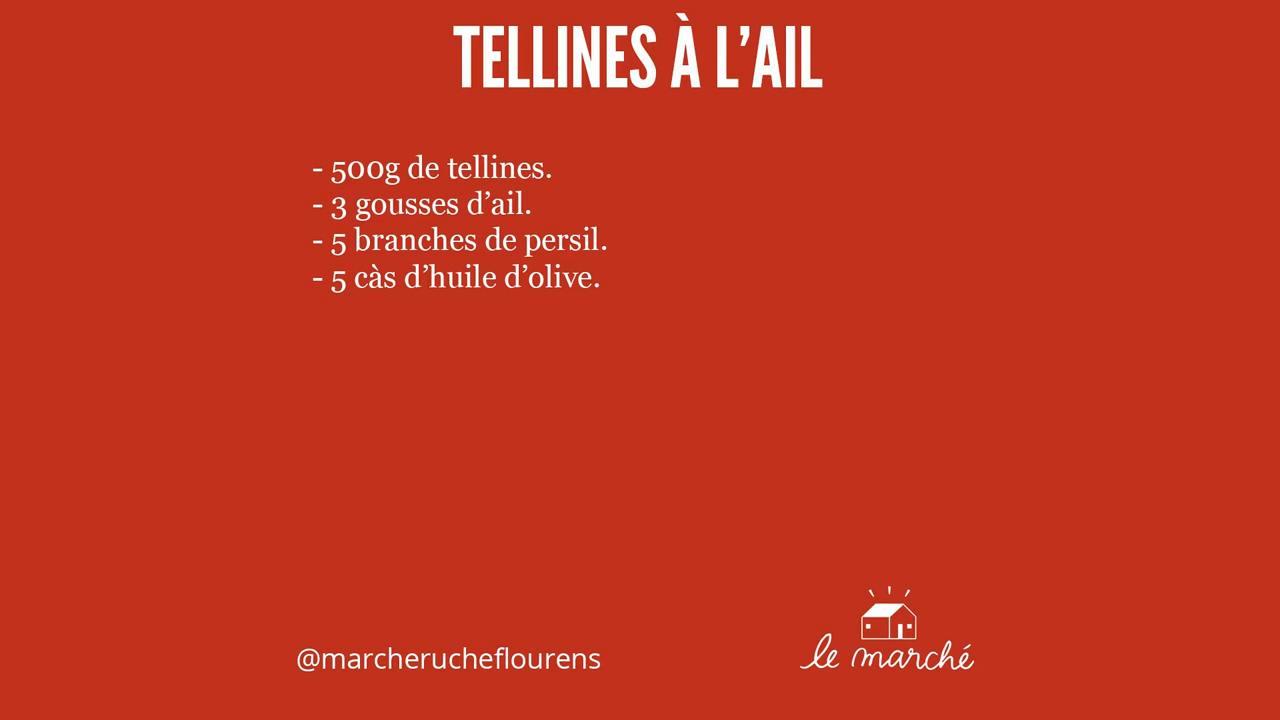 TELLINES À L’AIL
- 500g de tellines.
- 3 gousses d’ail.
- 5 branches de persil.
- 5 càs d’huile d’olive.
@marcherucheflourens
le marché